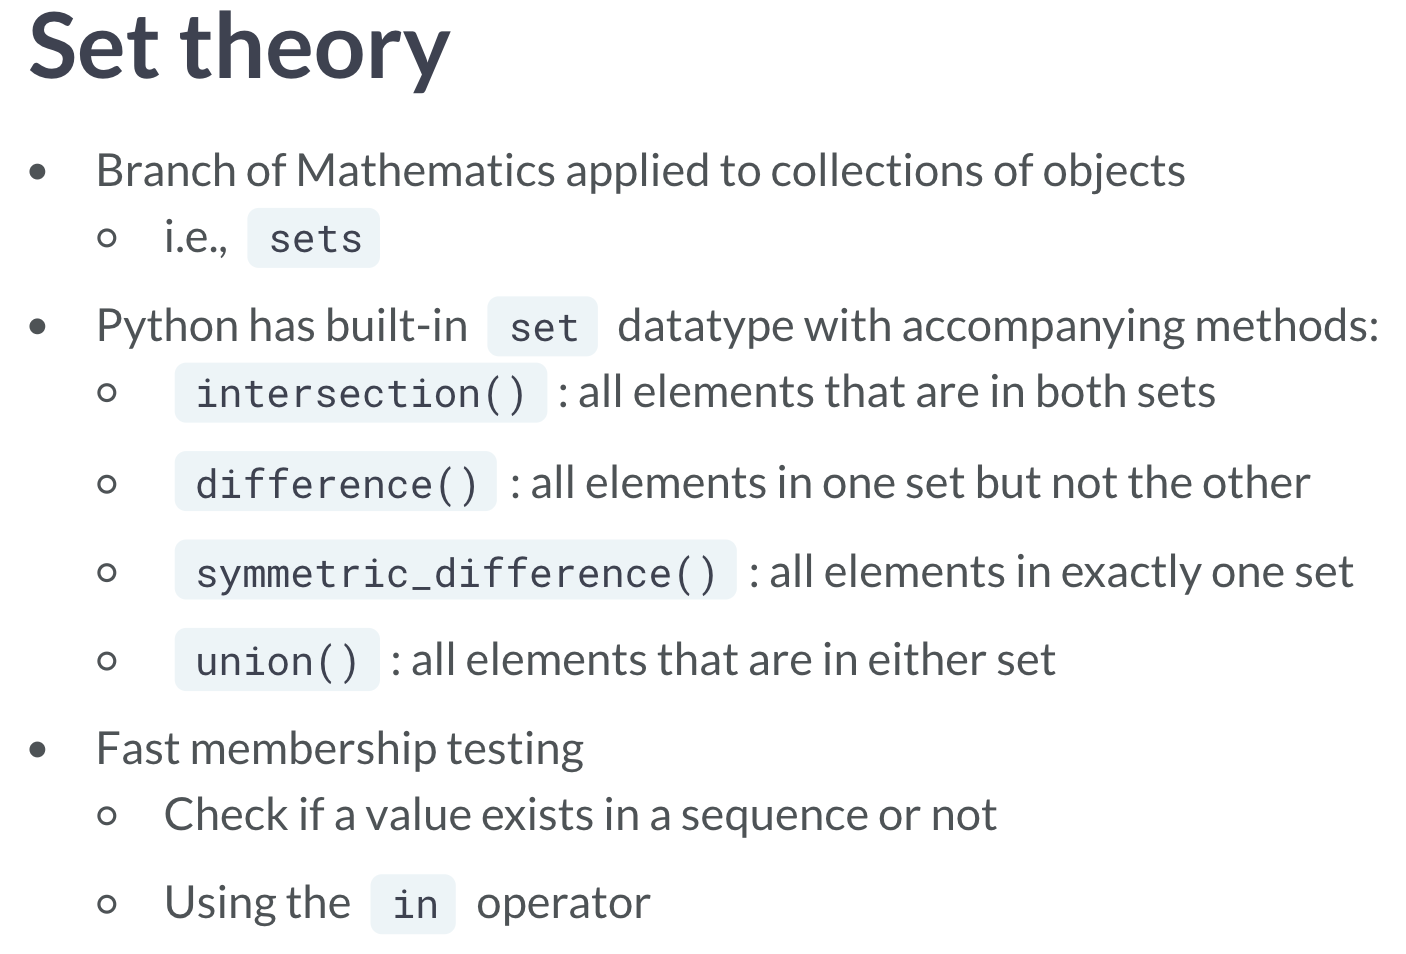 Set theory
• Branch of Mathematics applied to collections of objects
○ i.e., sets
• Python has built-in set datatype with accompanying methods:
○ intersection() : all elements that are in both sets
○ difference() : all elements in one set but not the other
○ symmetric_difference() : all elements in exactly one set
○ union() : all elements that are in either set
• Fast membership testing
○ Check if a value exists in a sequence or not
○ Using the in operator